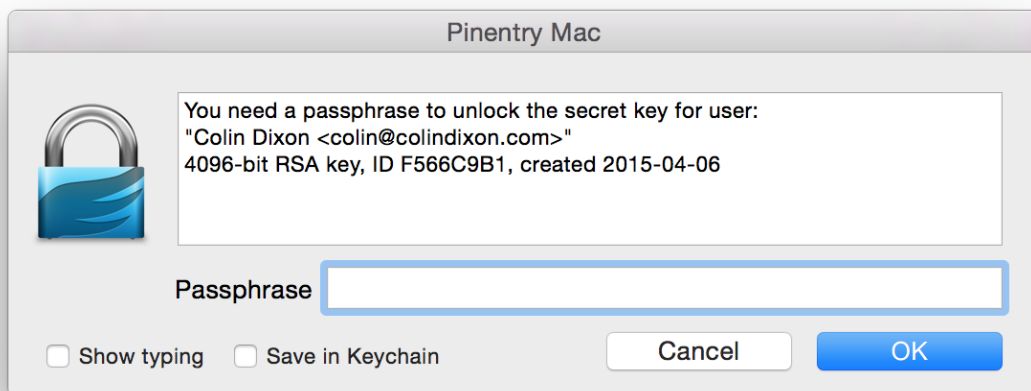 Pinentry Mac
You need a passphrase to unlock the secret key for user:
"Colin Dixon <colin@colindixon.com>"
4096-bit RSA key, ID F566C9B1, created 2015-04-06
Passphrase
Show typing
Save in Keychain
Cancel
OK